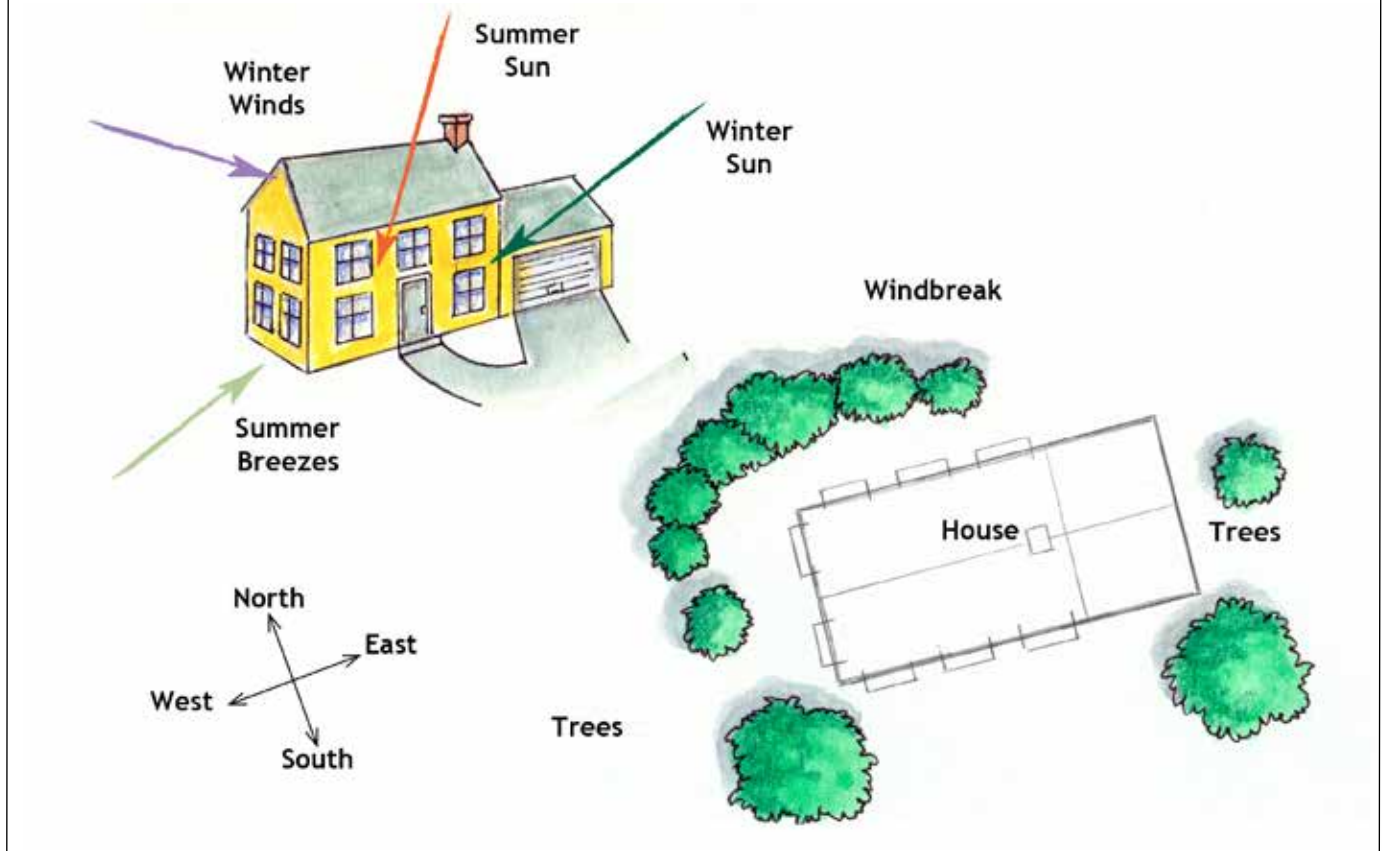 Summer
Sun
Winter
Winds
Winter
Sun
Summer
Breezes
Windbreak
House
Trees
North
East
West
South
Trees